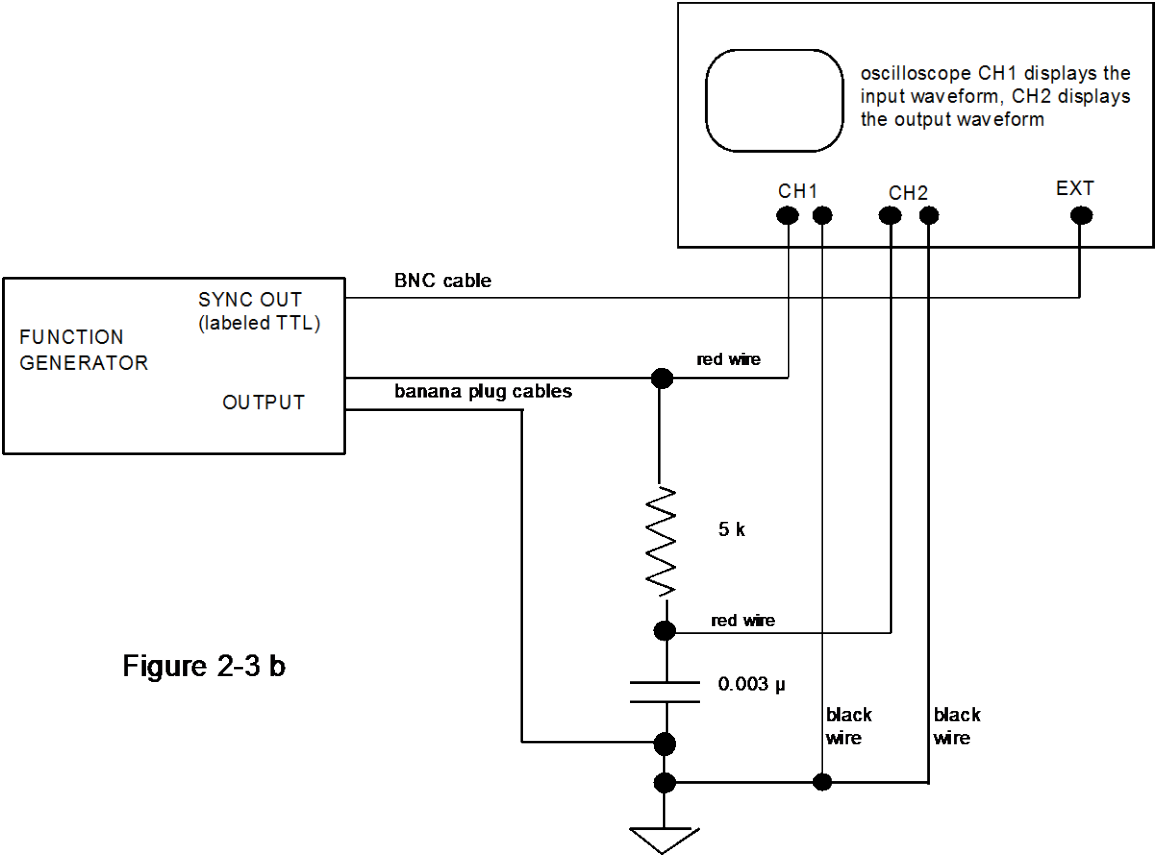 oscilloscope CH1 displays the
input waveform, CH2 displays
the output waveform
CH1
CH2
EXT
BNC cable
SYNC OUT
(labeled TTL)
FUNCTION
GENERATOR
red wire
banana plug cables
OUTPUT
5 k
red wire
Figure 2-3 b
0.003 µ
black
wire
black
wire